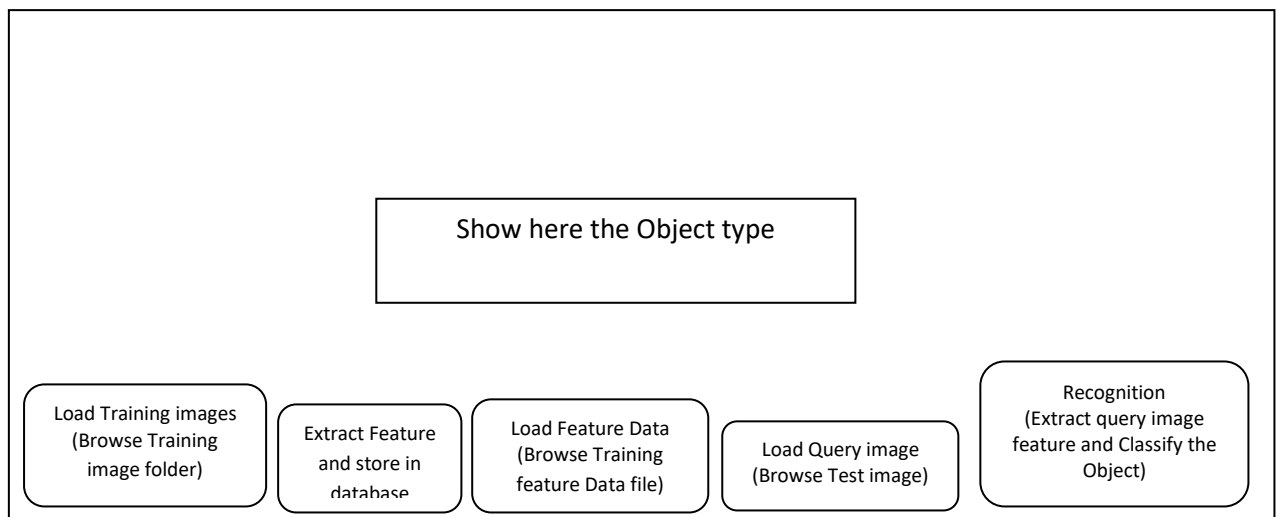 Show here the Object type
Load Training images
(Browse Training
image folder)
Extract Feature
and store in
database
Load Feature Data
(Browse Training
feature Data file)
Load Query image
(Browse Test image)
Recognition
(Extract query image
feature and Classify the
Object)